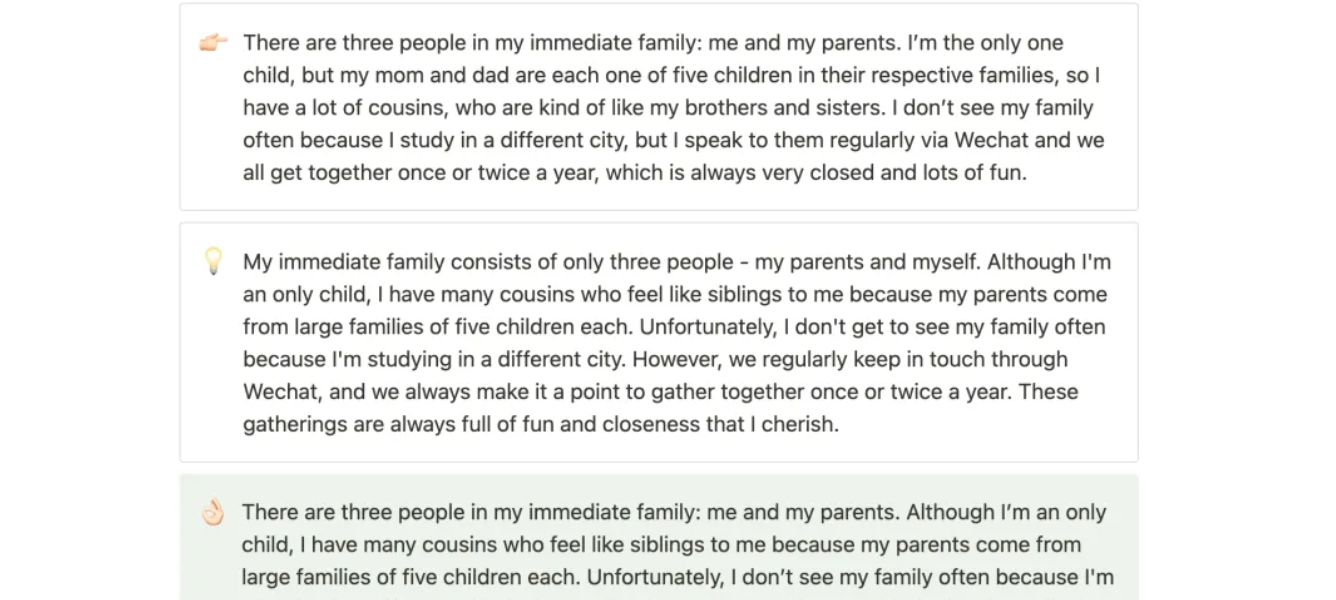 There are three people in my immediate family: me and my parents. I’m the only one
child, but my mom and dad are each one of five children in their respective families, so I
have a lot of cousins, who are kind of like my brothers and sisters. I don’t see my family
often because I study in a different city, but I speak to them regularly via Wechat and we
all get together once or twice a year, which is always very closed and lots of fun.
My immediate family consists of only three people - my parents and myself. Although I'm
an only child, I have many cousins who feel like siblings to me because my parents come
from large families of five children each. Unfortunately, I don't get to see my family often
because I'm studying in a different city. However, we regularly keep in touch through
Wechat, and we always make it a point to gather together once or twice a year. These
gatherings are always full of fun and closeness that I cherish.
There are three people in my immediate family: me and my parents. Although I’m an only
child, I have many cousins who feel like siblings to me because my parents come from
large families of five children each. Unfortunately, I don’t see my family often because I'm